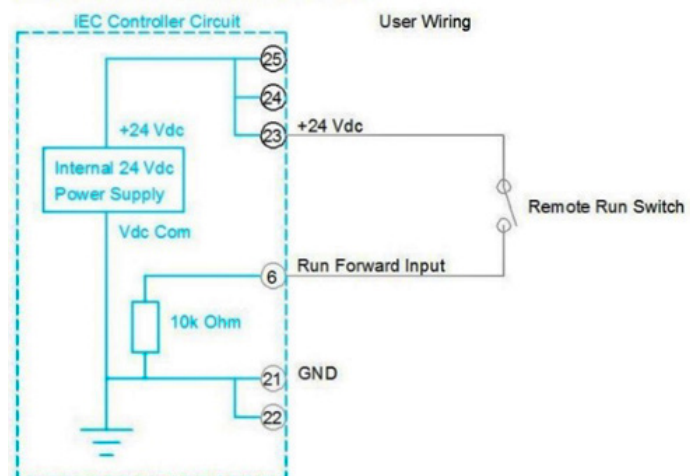 iEC Controller Circuit
User Wiring
25
24
23
+24 Vdc
+24 Vdc
Internal 24 Vdc
Power Supply
Remote Run Switch
Vdc Com
6
Run Forward Input
10k Ohm
21
GND
22